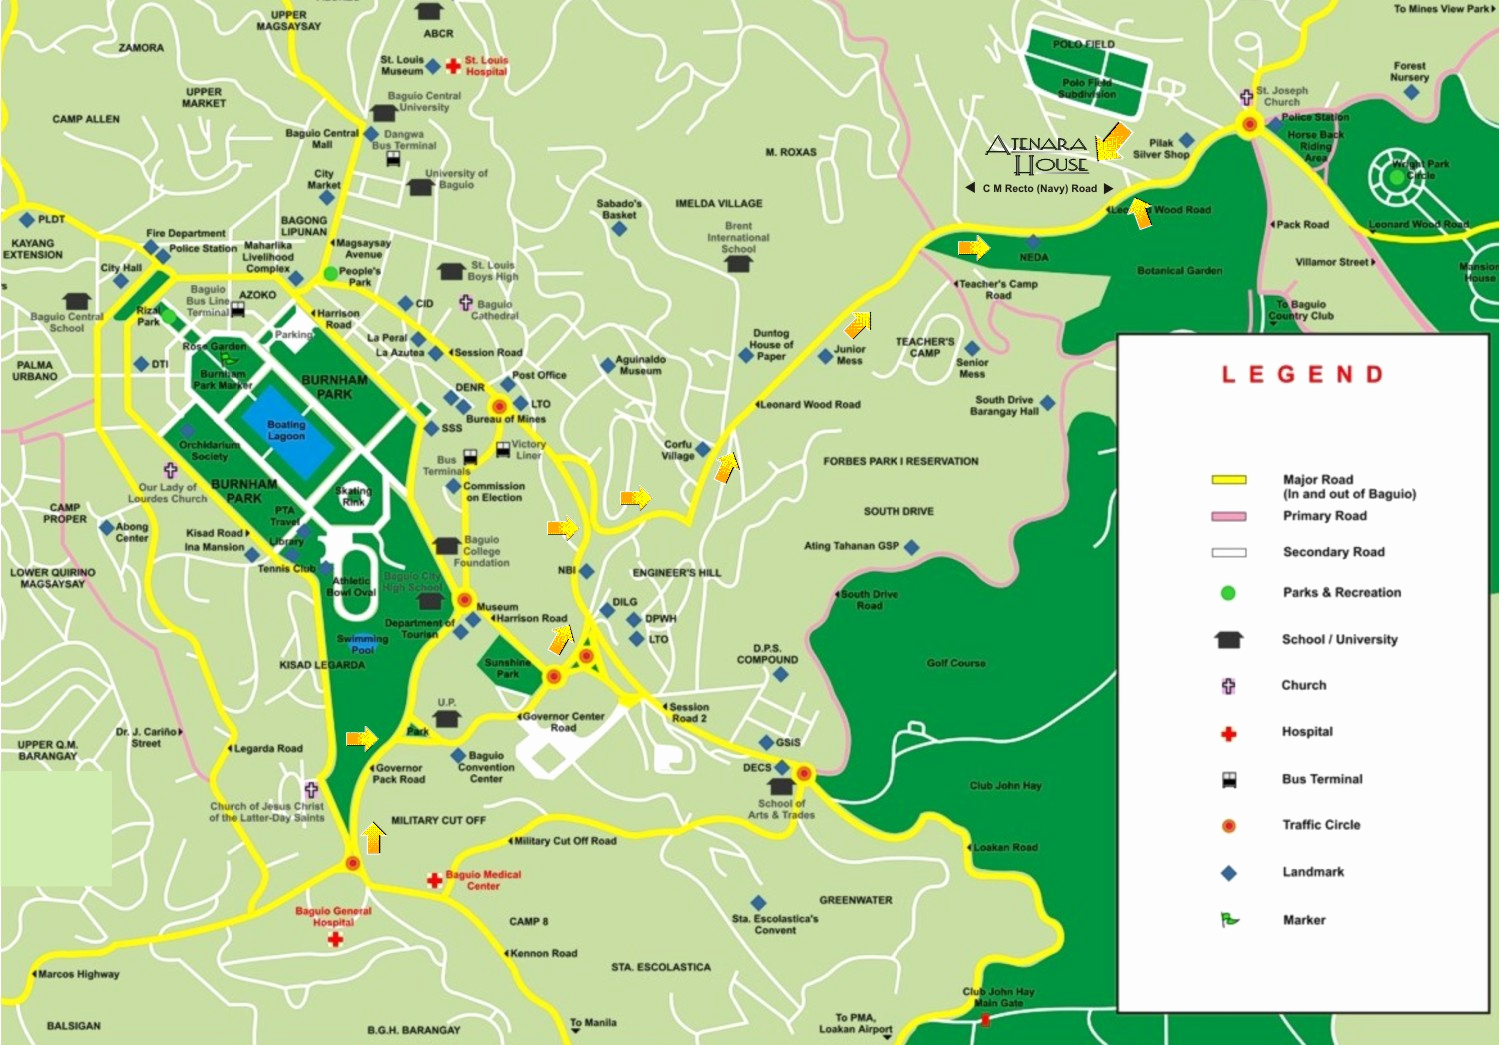 To Mines View Park
UPPER
MAGSAYSAY
ZAMORA
ABCR
St. Louis
Museum
St. Louis
Hospital
UPPER
MARKET
CAMP ALLEN
Baguio Central
University
Baguio Central
Mall
Dangwa
Bus Terminal
City
Market
University of
Baguio
POLO FIELD
Polo Field
Subdivision
Forest
Nursery
St. Joseph
Church
Police Station
Horse Back
Riding
Area
Wright Park
Circle
ATENARA
HOUSE
C M Recto (Navy) Road
Pilak
Silver Shop
M. ROXAS
IMELDA VILLAGE
Sabado's
Basket
Brent
International
School
Leonard Wood Road
Pack Road
Leonard Wood Road
Villamor Street
Mansion
House
NEDA
Botanical Garden
To Baguio
Country Club
PLDT
KAYANG
EXTENSION
BAGONG
LIPUNAN
Fire Department
Police Station
Maharlika
Livelihood
Complex
Magsaysay
Avenue
People's
Park
City Hall
St. Louis
Boys High
Baguio
Cathedral
CID
Baguio Central
School
Rizal
Park
Baguio
Bus Line
Terminal
AZOKO
Harrison
Road
Parking
Rose Garden
La Peral
La Azutea
Session Road
PALMA
URBANO
DTI
Burnham
Park Marker
BURNHAM
PARK
Post Office
DENR
LTO
Bureau of Mines
SSS
Aguinaldo
Museum
Duntog
House of
Paper
Junior
Mess
Teacher's Camp
Road
TEACHER'S
CAMP
Senior
Mess
South Drive
Barangay Hall
Leonard Wood Road
Boating
Lagoon
Orchidarium
Society
Our Lady of
Lourdes Church
BURNHAM
PARK
Skating
Rink
Bus
Terminals
Victory
Liner
Commission
on Election
Corfu
Village
FORBES PARK I RESERVATION
SOUTH DRIVE
Ating Tahanan GSP
CAMP
PROPER
Abong
Center
PTA
Travel
Kisad Road
Ina Mansion
Library
Tennis Club
Athletic
Bowl Oval
Baguio City
High School
Baguio
College
Foundation
NBI
ENGINEER'S HILL
LOWER QUIRINO
MAGSAYSAY
South Drive
Road
Museum
Harrison Road
Department of
Tourism
DILG
DPWH
LTO
Swimming
Pool
KISAD LEGARDA
Sunshine
Park
D.P.S.
COMPOUND
Golf Course
U.P.
Park
Governor Center
Road
Session
Road 2
Dr. J. Cariño
Street
UPPER Q.M.
BARANGAY
Legarda Road
Governor
Pack Road
Baguio
Convention
Center
GSiS
DECS
School of
Arts & Trades
Club John Hay
Church of Jesus Christ
of the Latter-Day Saints
MILITARY CUT OFF
Military Cut Off Road
Loakan Road
Baguio Medical
Center
Baguio General
Hospital
CAMP 8
Kennon Road
GREENWATER
Sta. Escolastica's
Convent
STA. ESCOLASTICA
Marcos Highway
BALSIGAN
B.G.H. BARANGAY
To Manila
Club John Hay
Main Gate
To PMA,
Loakan Airport
LEGEND
Major Road
(In and out of Baguio)
Primary Road
Secondary Road
Parks & Recreation
School / University
Church
Hospital
Bus Terminal
Traffic Circle
Landmark
Marker